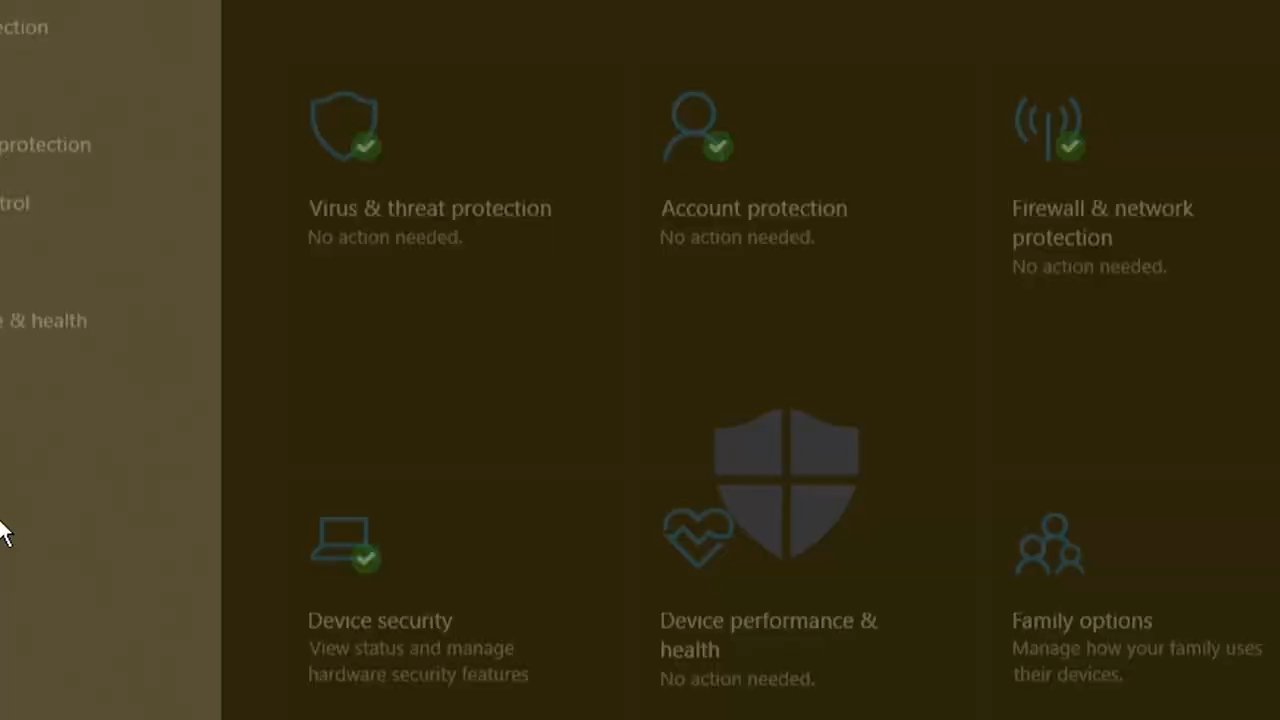 ection
protection
trol
e & health
Virus & threat protection
No action needed.
Account protection
No action needed.
Firewall & network
protection
No action needed.
Device security
View status and manage
hardware security features
Device performance &
health
No action needed.
Family options
Manage how your family uses
their devices.